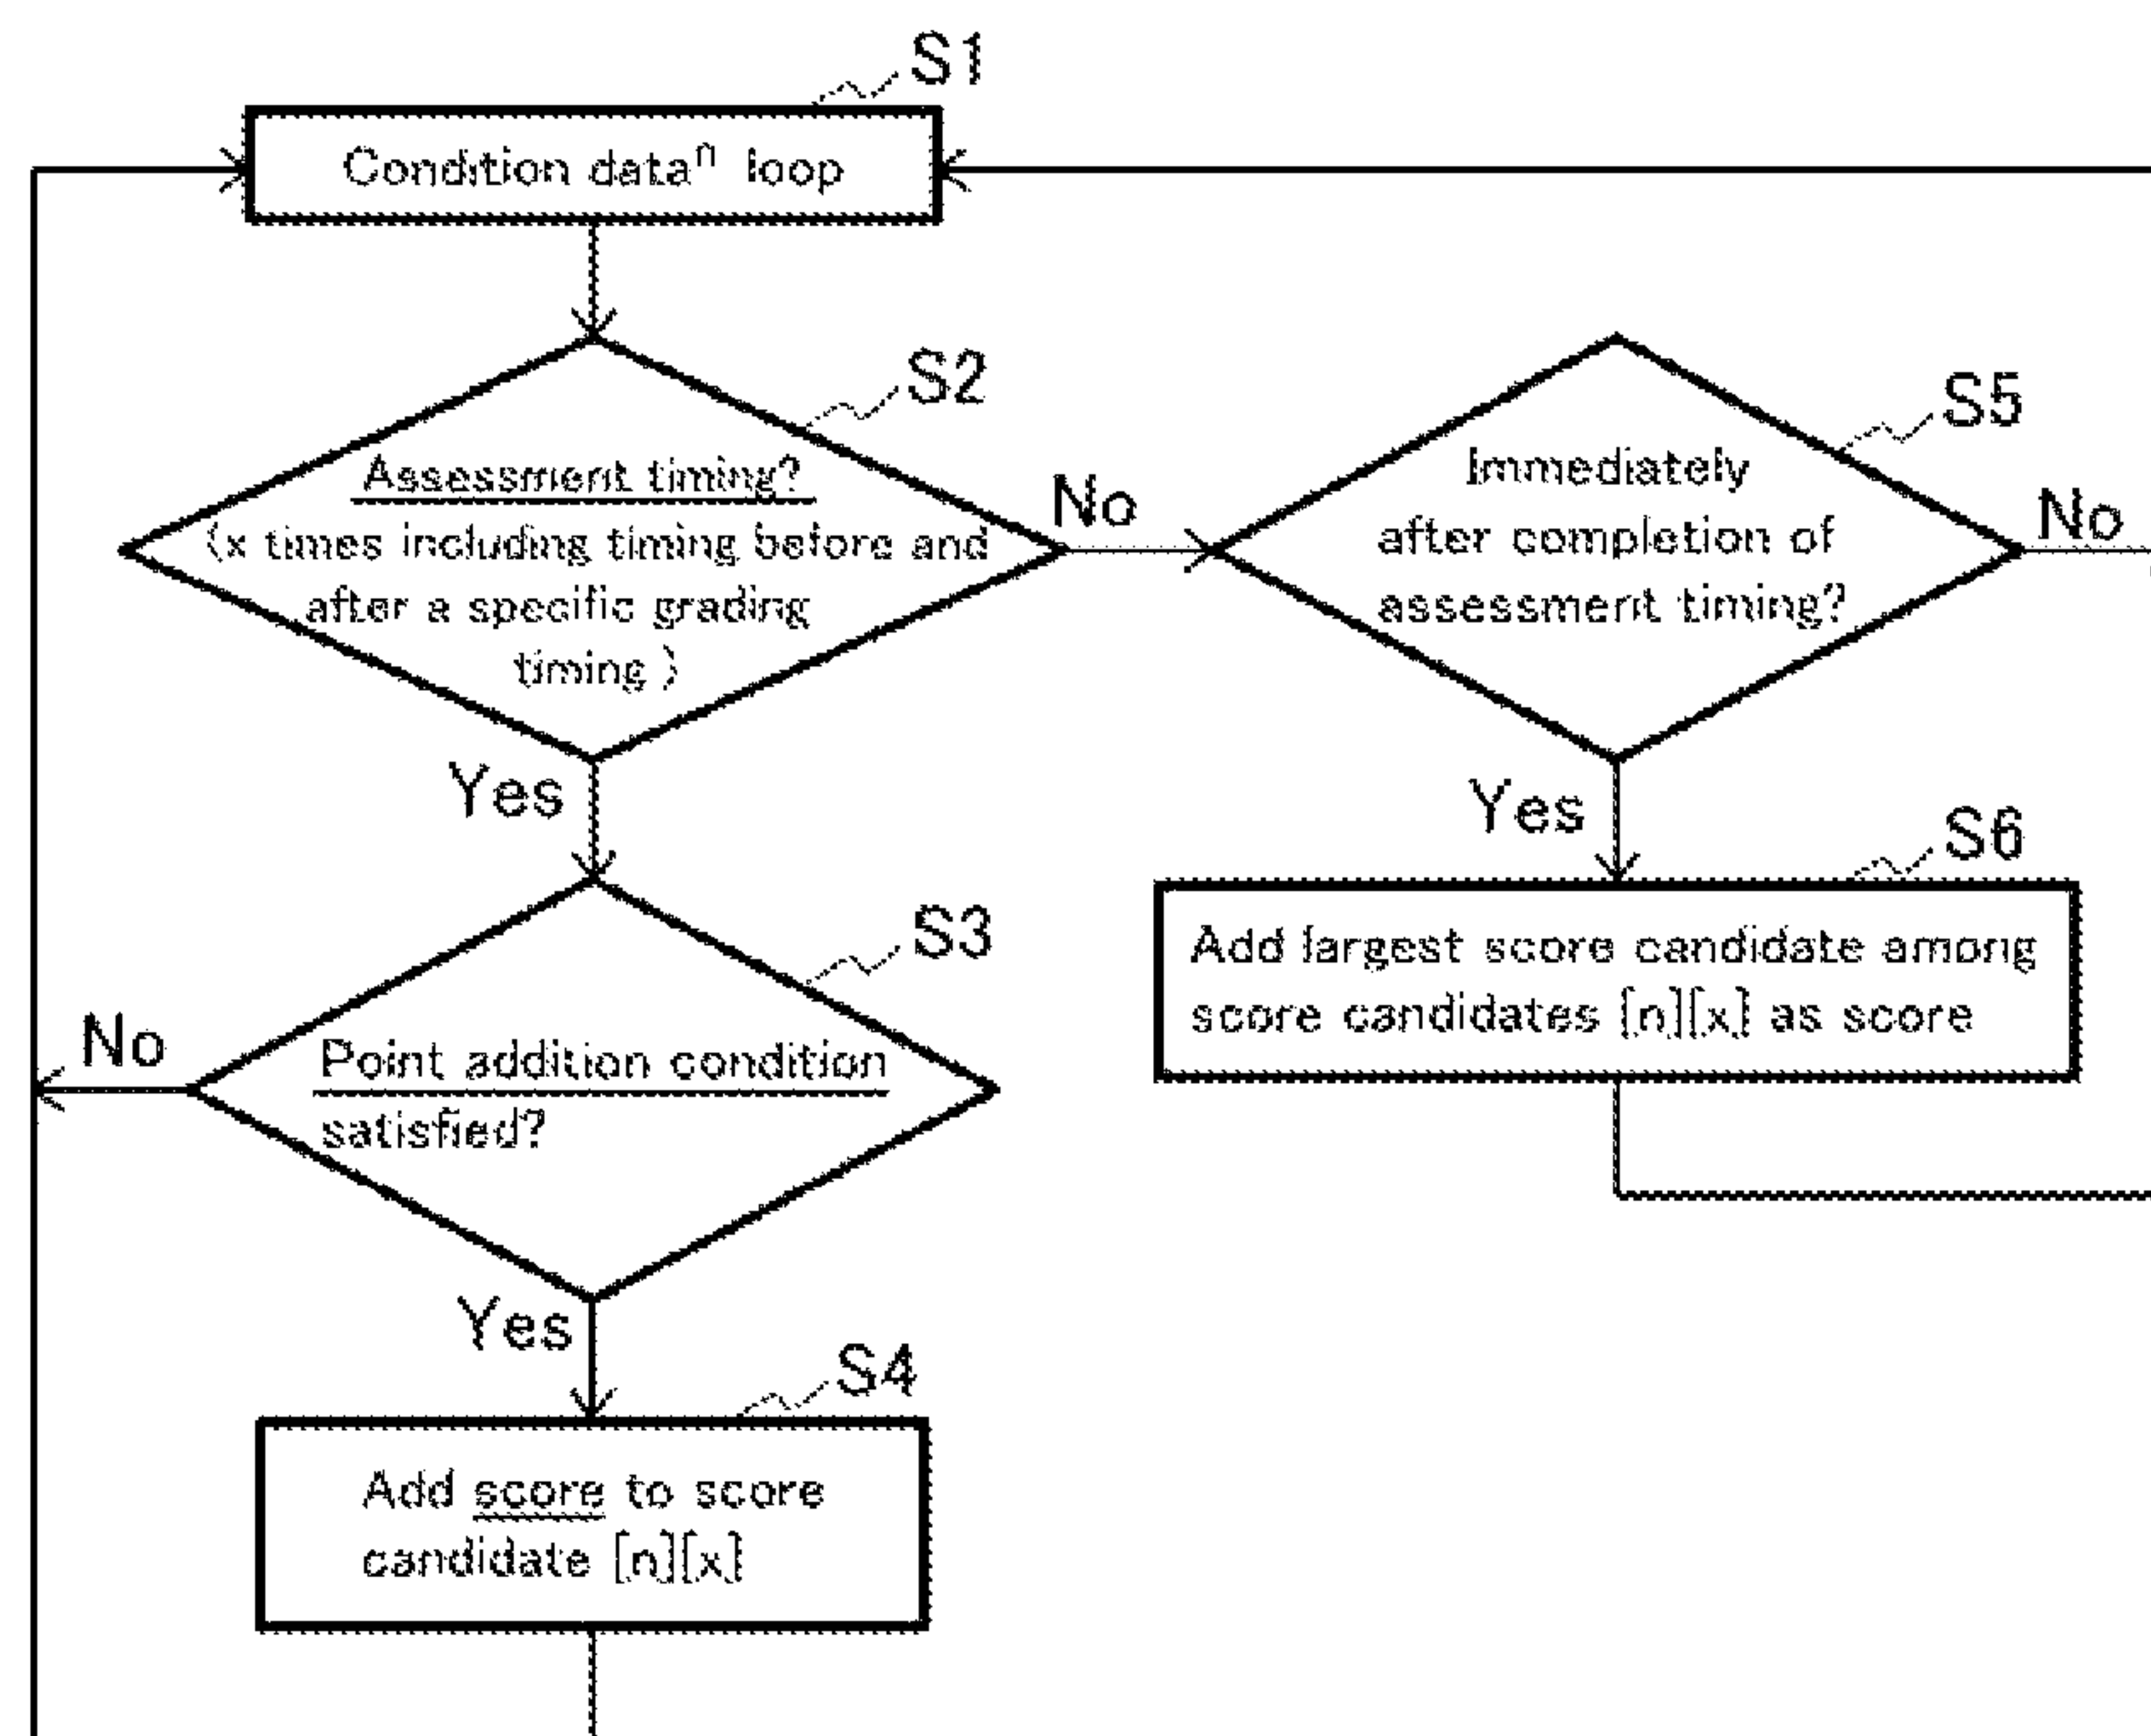 S1
Condition dataⁿ loop
S2
Assessment timing?
(x times including timing before and
after a specific grading
timing )
No
Yes
S5
Immediately
after completion of
assessment timing?
No
Yes
S6
Add largest score candidate among
score candidates [n][x] as score
S3
Point addition condition
satisfied?
No
Yes
S4
Add score to score
candidate [n][x]